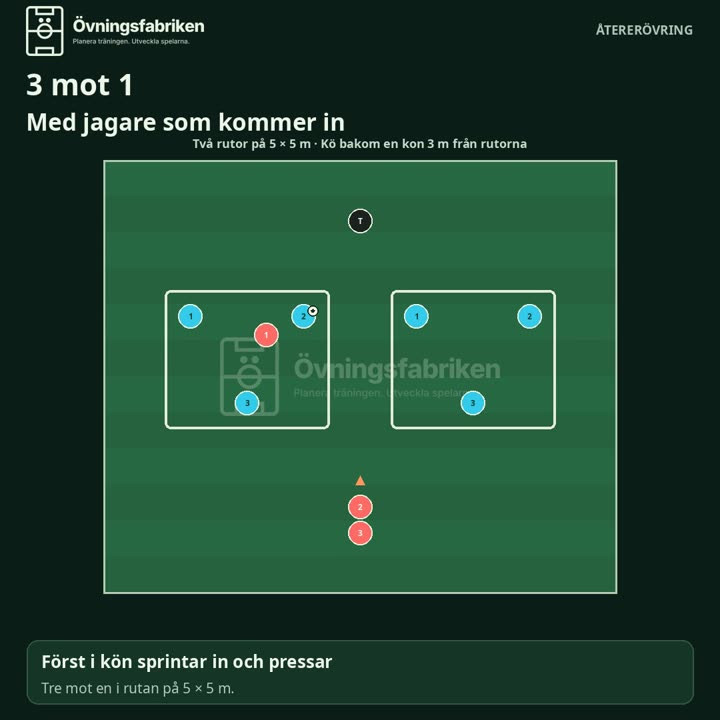 Övningsfabriken
Planera träningen. Utveckla spelarna.
ÅTERERÖVRING
3 mot 1
Med jagare som kommer in
Två rutor på 5 × 5 m · Kö bakom en kon 3 m från rutorna
T
1
2
1
2
1
Övningsfabriken
Planera träningen. Utveckla spelarna.
3
3
2
3
Först i kön sprintar in och pressar
Tre mot en i rutan på 5 × 5 m.